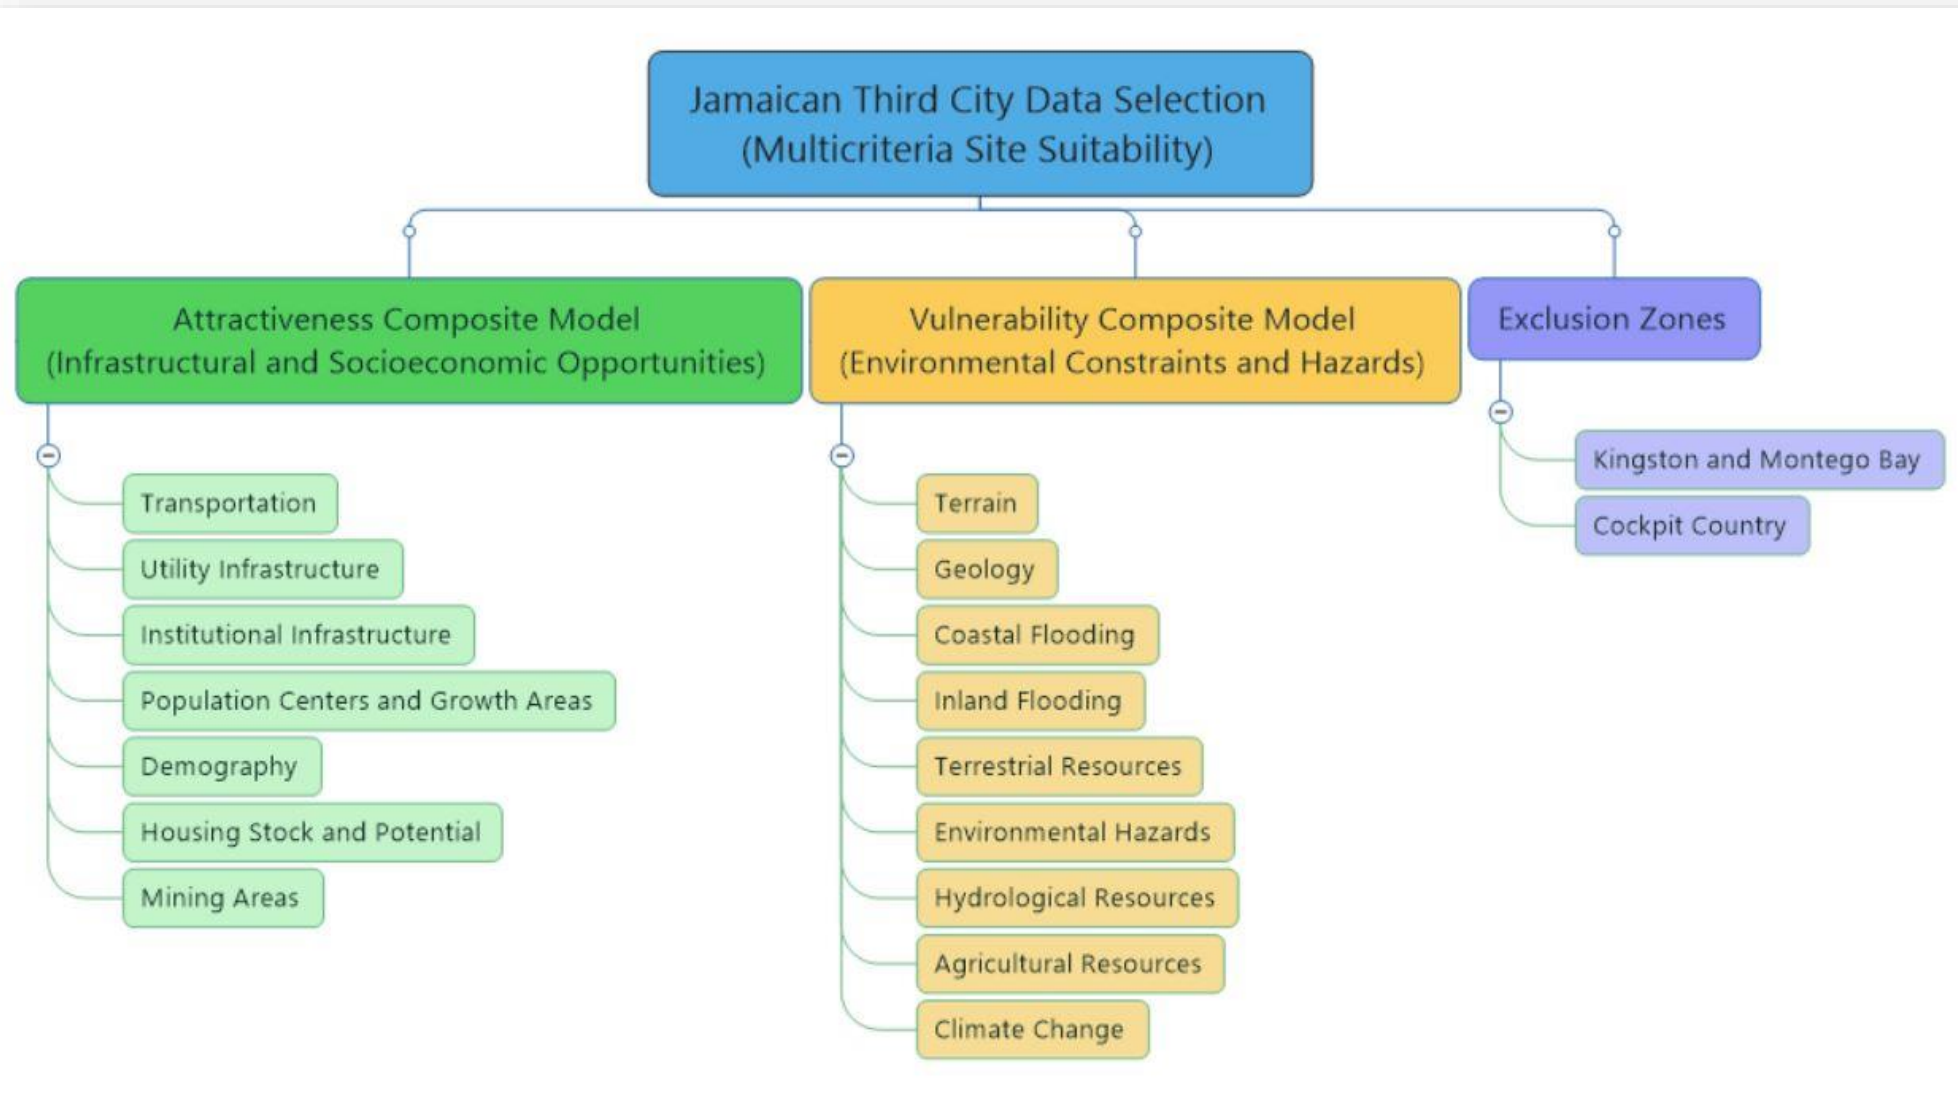 Jamaican Third City Data Selection
(Multicriteria Site Suitability)
Attractiveness Composite Model
(Infrastructural and Socioeconomic Opportunities)
Transportation
Utility Infrastructure
Institutional Infrastructure
Population Centers and Growth Areas
Demography
Housing Stock and Potential
Mining Areas
Vulnerability Composite Model
(Environmental Constraints and Hazards)
Terrain
Geology
Coastal Flooding
Inland Flooding
Terrestrial Resources
Environmental Hazards
Hydrological Resources
Agricultural Resources
Climate Change
Exclusion Zones
Kingston and Montego Bay
Cockpit Country